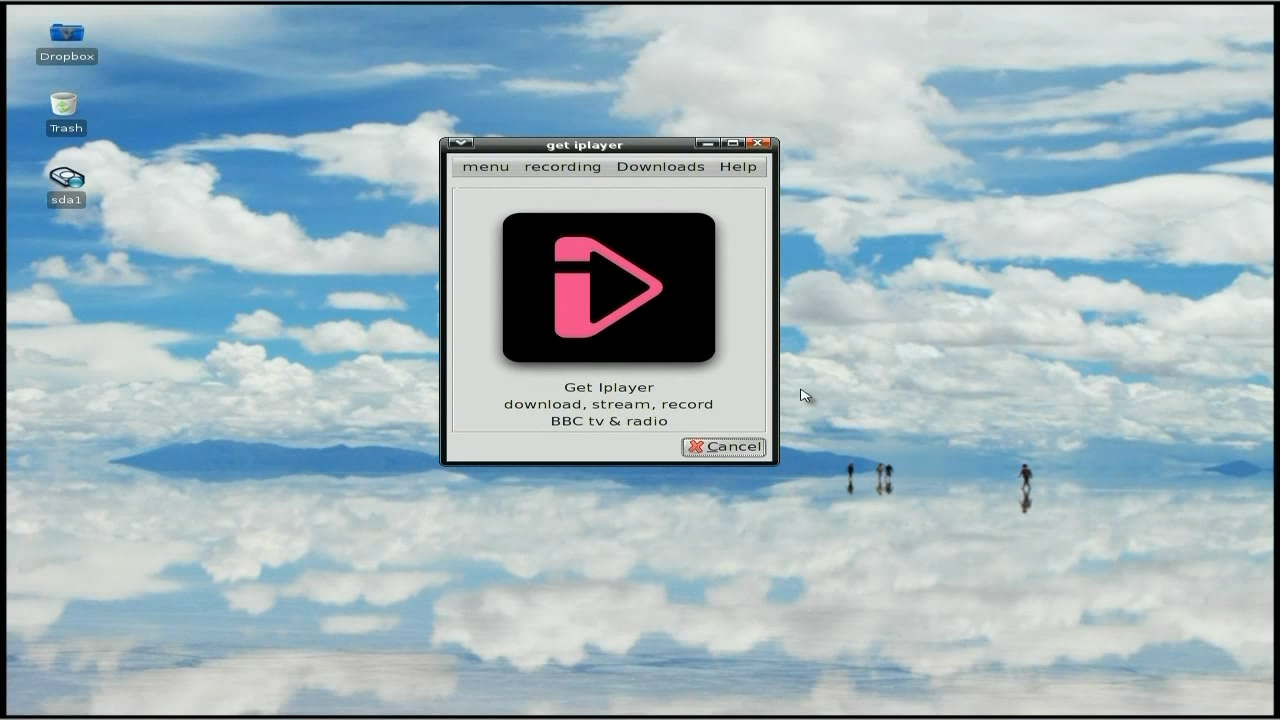 Dropbox
Trash
sda1
get iplayer
menu recording Downloads Help
Get Iplayer
download, stream, record
BBC tv & radio
Cancel